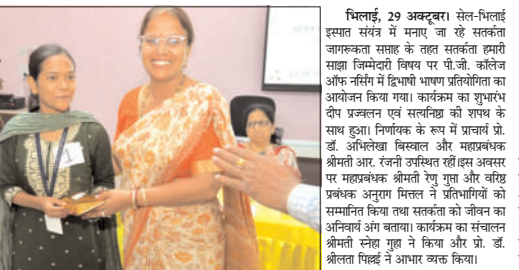 भिलाई, 29 अक्टूबर। सेल-भिलाई
इस्पात संयंत्र में मनाए जा रहे सतर्कता
जागरूकता सप्ताह के तहत सतर्कता हमारी
साझा जिम्मेदारी विषय पर पी.जी. कॉलेज
ऑफ नर्सिंग में द्विभाषी भाषण प्रतियोगिता का
आयोजन किया गया। कार्यक्रम का शुभारंभ
दीप प्रज्वलन एवं सत्यनिष्ठा की शपथ के
साथ हुआ। निर्णायक के रूप में प्राचार्य प्रो.
डॉ. अभिलेखा बिस्वाल और महाप्रबंधक
श्रीमती आर. रंजनी उपस्थित रहीं।इस अवसर
पर महाप्रबंधक श्रीमती रेणु गुप्ता और वरिष्ठ
प्रबंधक अनुराग मित्तल ने प्रतिभागियों को
सम्मानित किया तथा सतर्कता को जीवन का
अनिवार्य अंग बताया। कार्यक्रम का संचालन
श्रीमती स्नेहा गुहा ने किया और प्रो. डॉ.
श्रीलता पिल्लई ने आभार व्यक्त किया।